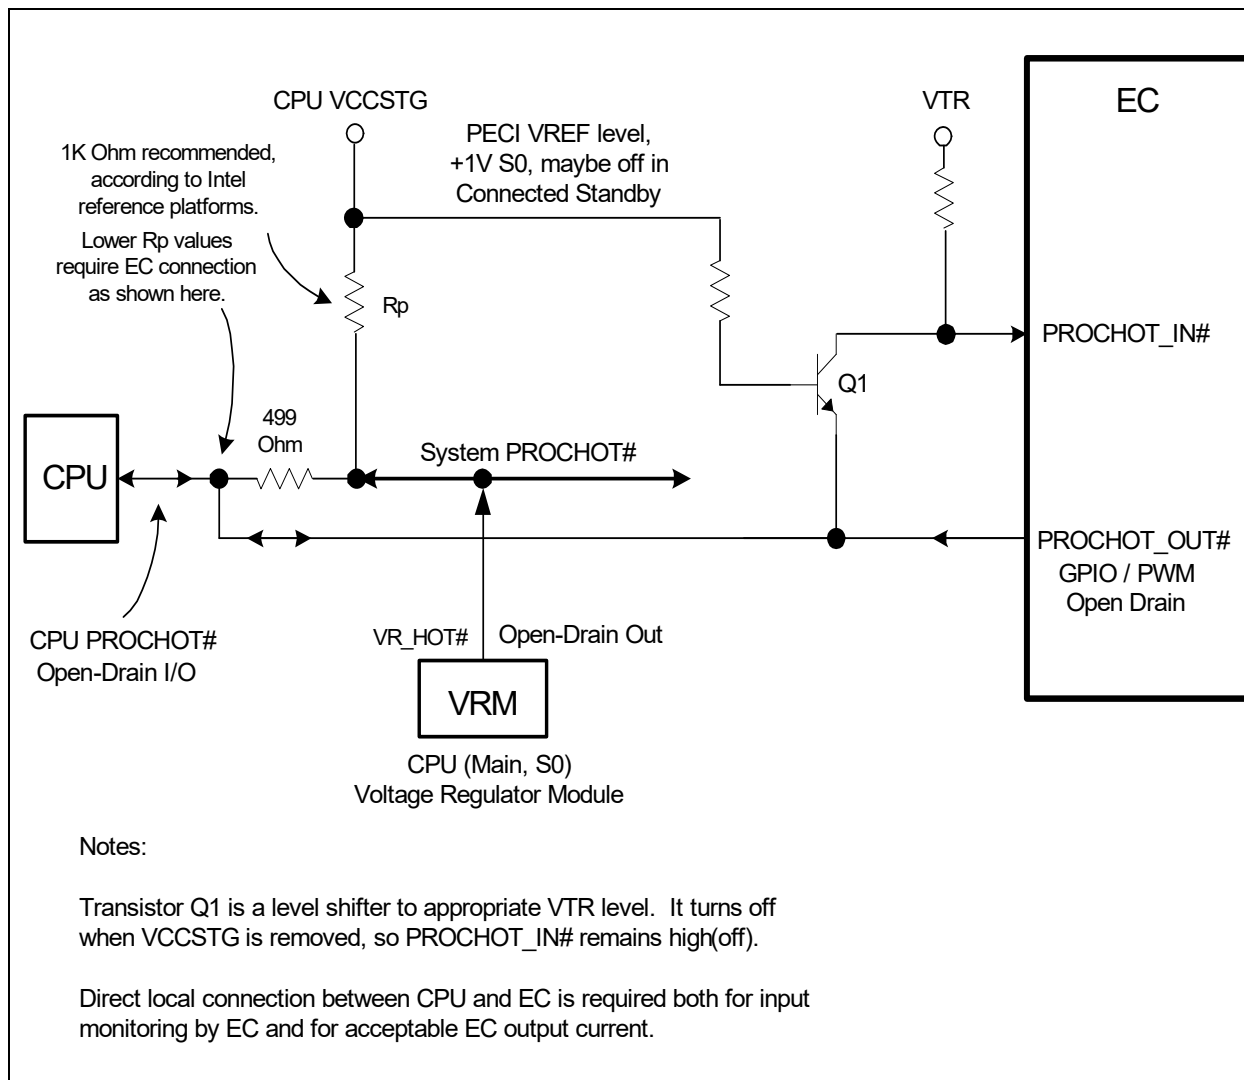 CPU VCCSTG
VTR
EC
1K Ohm recommended,
according to Intel
reference platforms.
Lower Rp values
require EC connection
as shown here.
PECI VREF level,
+1V S0, maybe off in
Connected Standby
Rp
PROCHOT_IN#
Q1
499
Ohm
System PROCHOT#
CPU
PROCHOT_OUT#
GPIO / PWM
Open Drain
CPU PROCHOT#
Open-Drain I/O
VR_HOT#
Open-Drain Out
VRM
CPU (Main, S0)
Voltage Regulator Module
Notes:
Transistor Q1 is a level shifter to appropriate VTR level.  It turns off
when VCCSTG is removed, so PROCHOT_IN# remains high(off).
Direct local connection between CPU and EC is required both for input
monitoring by EC and for acceptable EC output current.